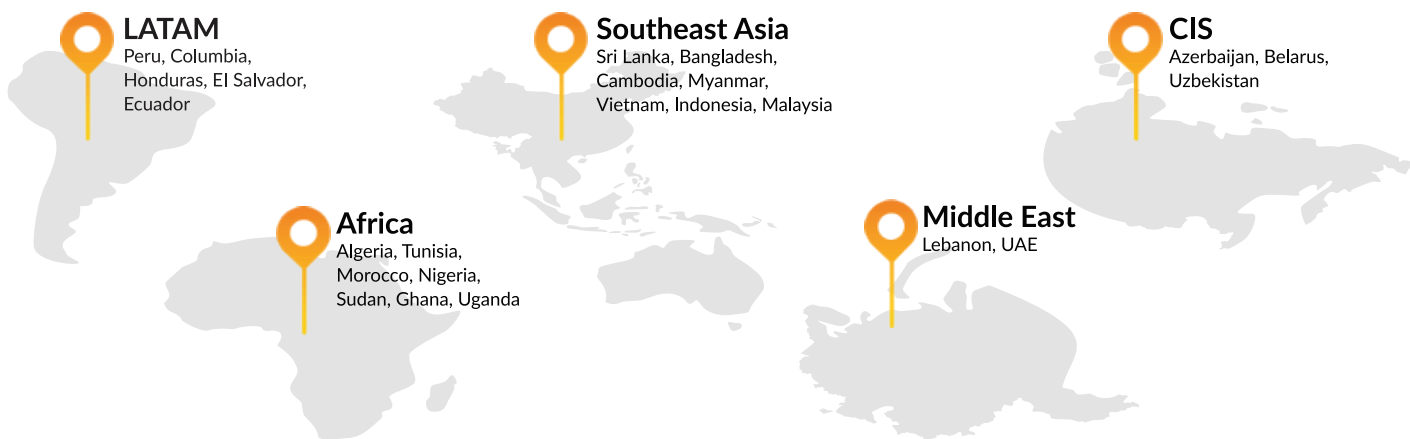 LATAM
Peru, Columbia,
Honduras, El Salvador,
Ecuador
Southeast Asia
Sri Lanka, Bangladesh,
Cambodia, Myanmar,
Vietnam, Indonesia, Malaysia
CIS
Azerbaijan, Belarus,
Uzbekistan
Africa
Algeria, Tunisia,
Morocco, Nigeria,
Sudan, Ghana, Uganda
Middle East
Lebanon, UAE